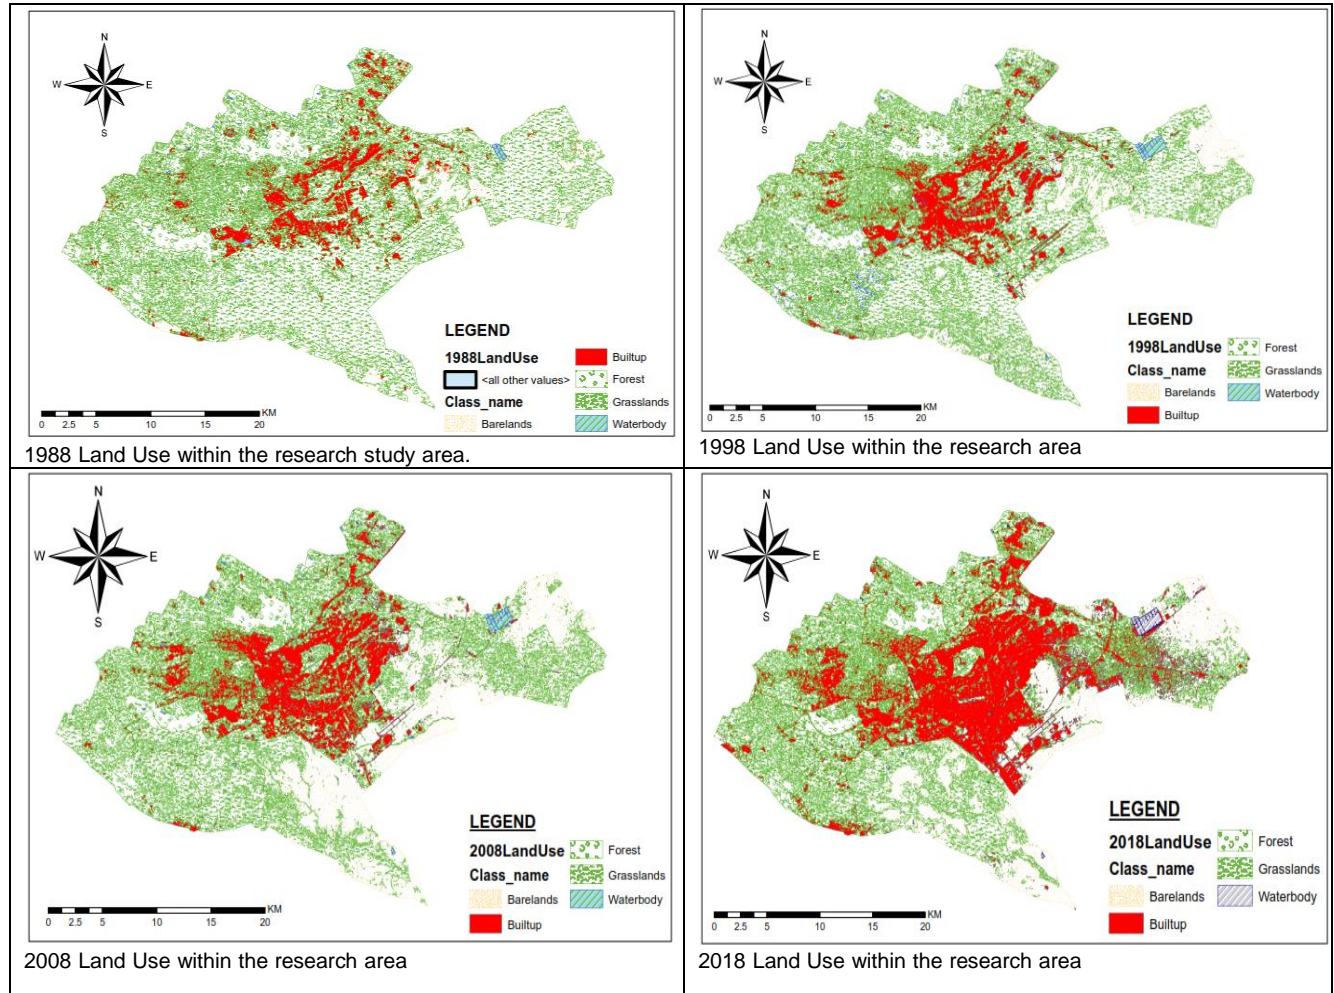 N
W E
S
LEGEND
1988LandUse
<all other values>
Class_name
Barelands
Builtup
Forest
Grasslands
Waterbody
0 2.5 5 10 15 20 KM
1988 Land Use within the research study area.
N
W E
S
LEGEND
1998LandUse
Class_name
Barelands
Builtup
Forest
Grasslands
Waterbody
0 2.5 5 10 15 20 KM
1998 Land Use within the research area
N
W E
S
LEGEND
2008LandUse
Class_name
Barelands
Builtup
Forest
Grasslands
Waterbody
0 2.5 5 10 15 20 KM
2008 Land Use within the research area
N
W E
S
LEGEND
2018LandUse
Class_name
Barelands
Builtup
Forest
Grasslands
Waterbody
0 2.5 5 10 15 20 KM
2018 Land Use within the research area